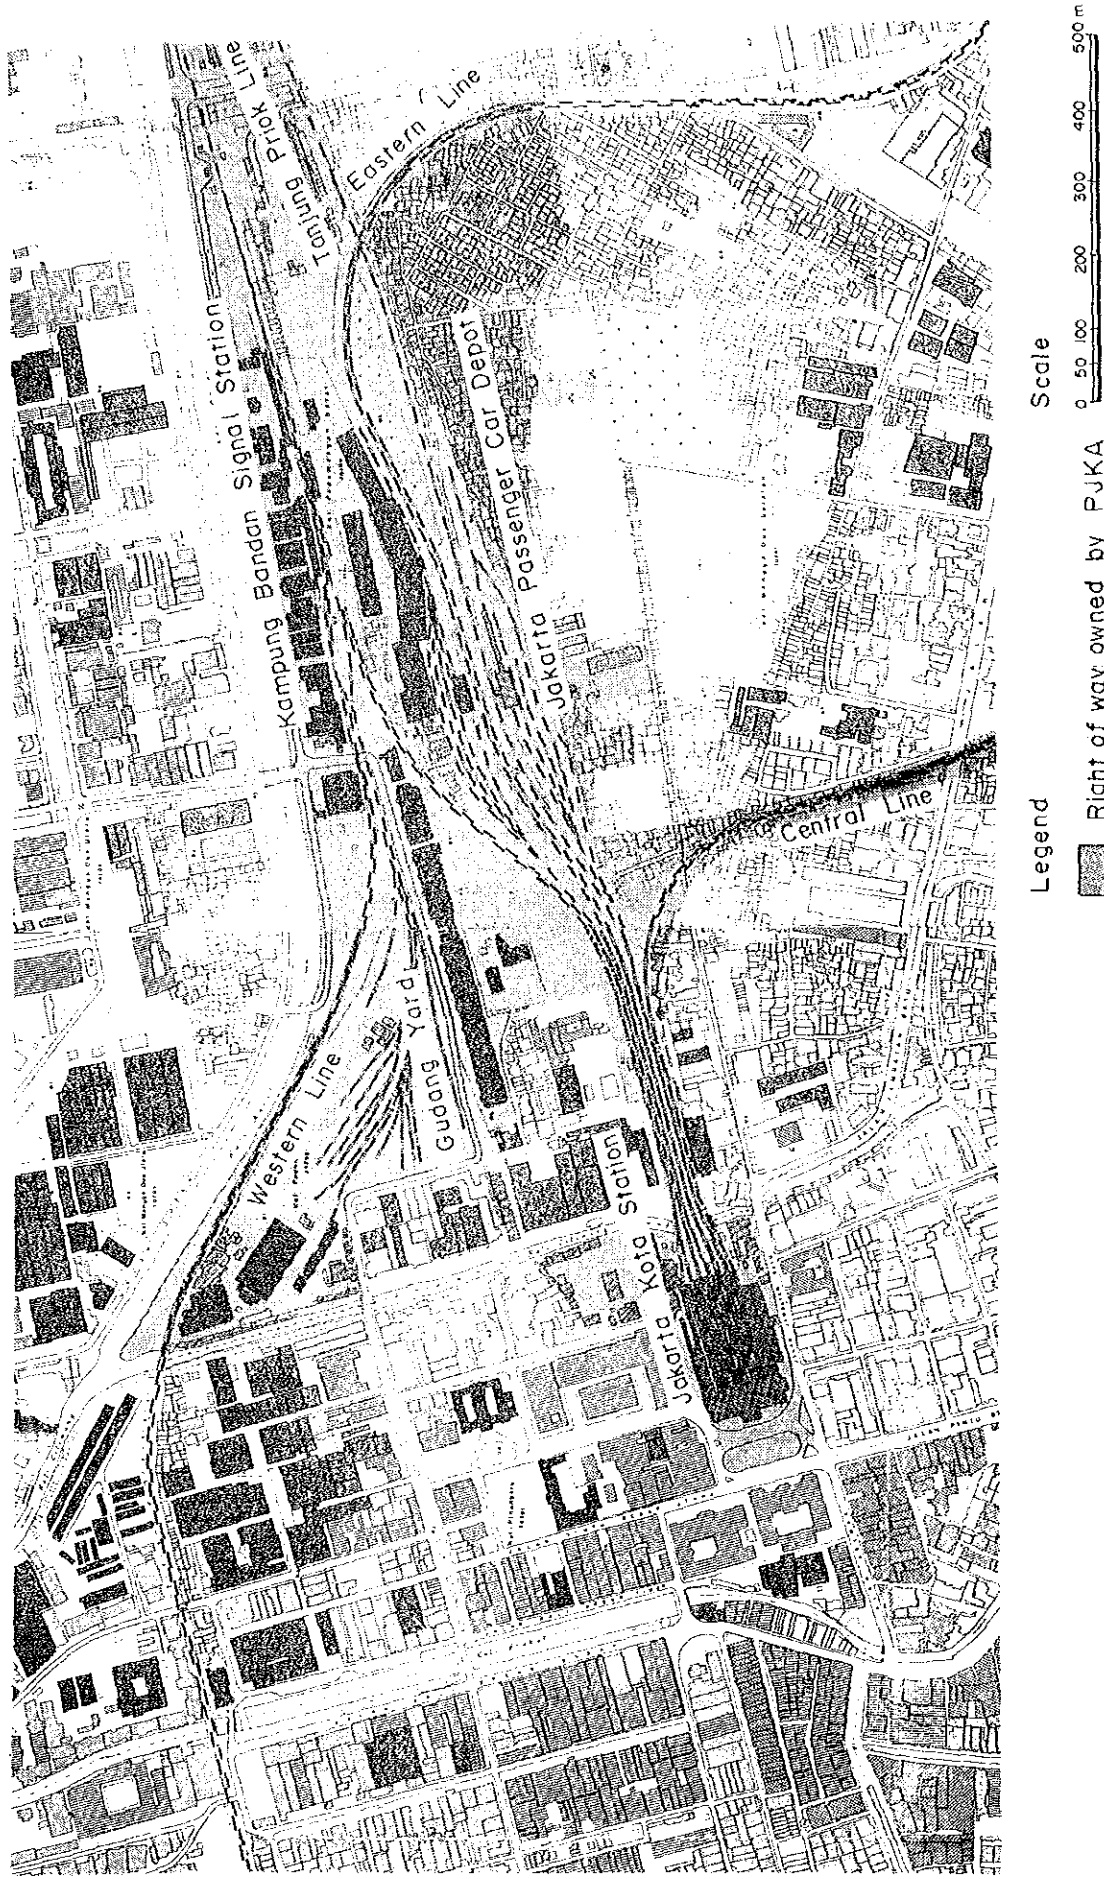 Tanjung Priok Line
Eastern Line
Kampung Bandan Signal Station
Jakarta Passenger Car Depot
Central Line
Western Line
Gudang Yard
Jakarta Kota Station
Legend
Right of way owned by PJKA
Scale
0 50 100 200 300 400 500 m